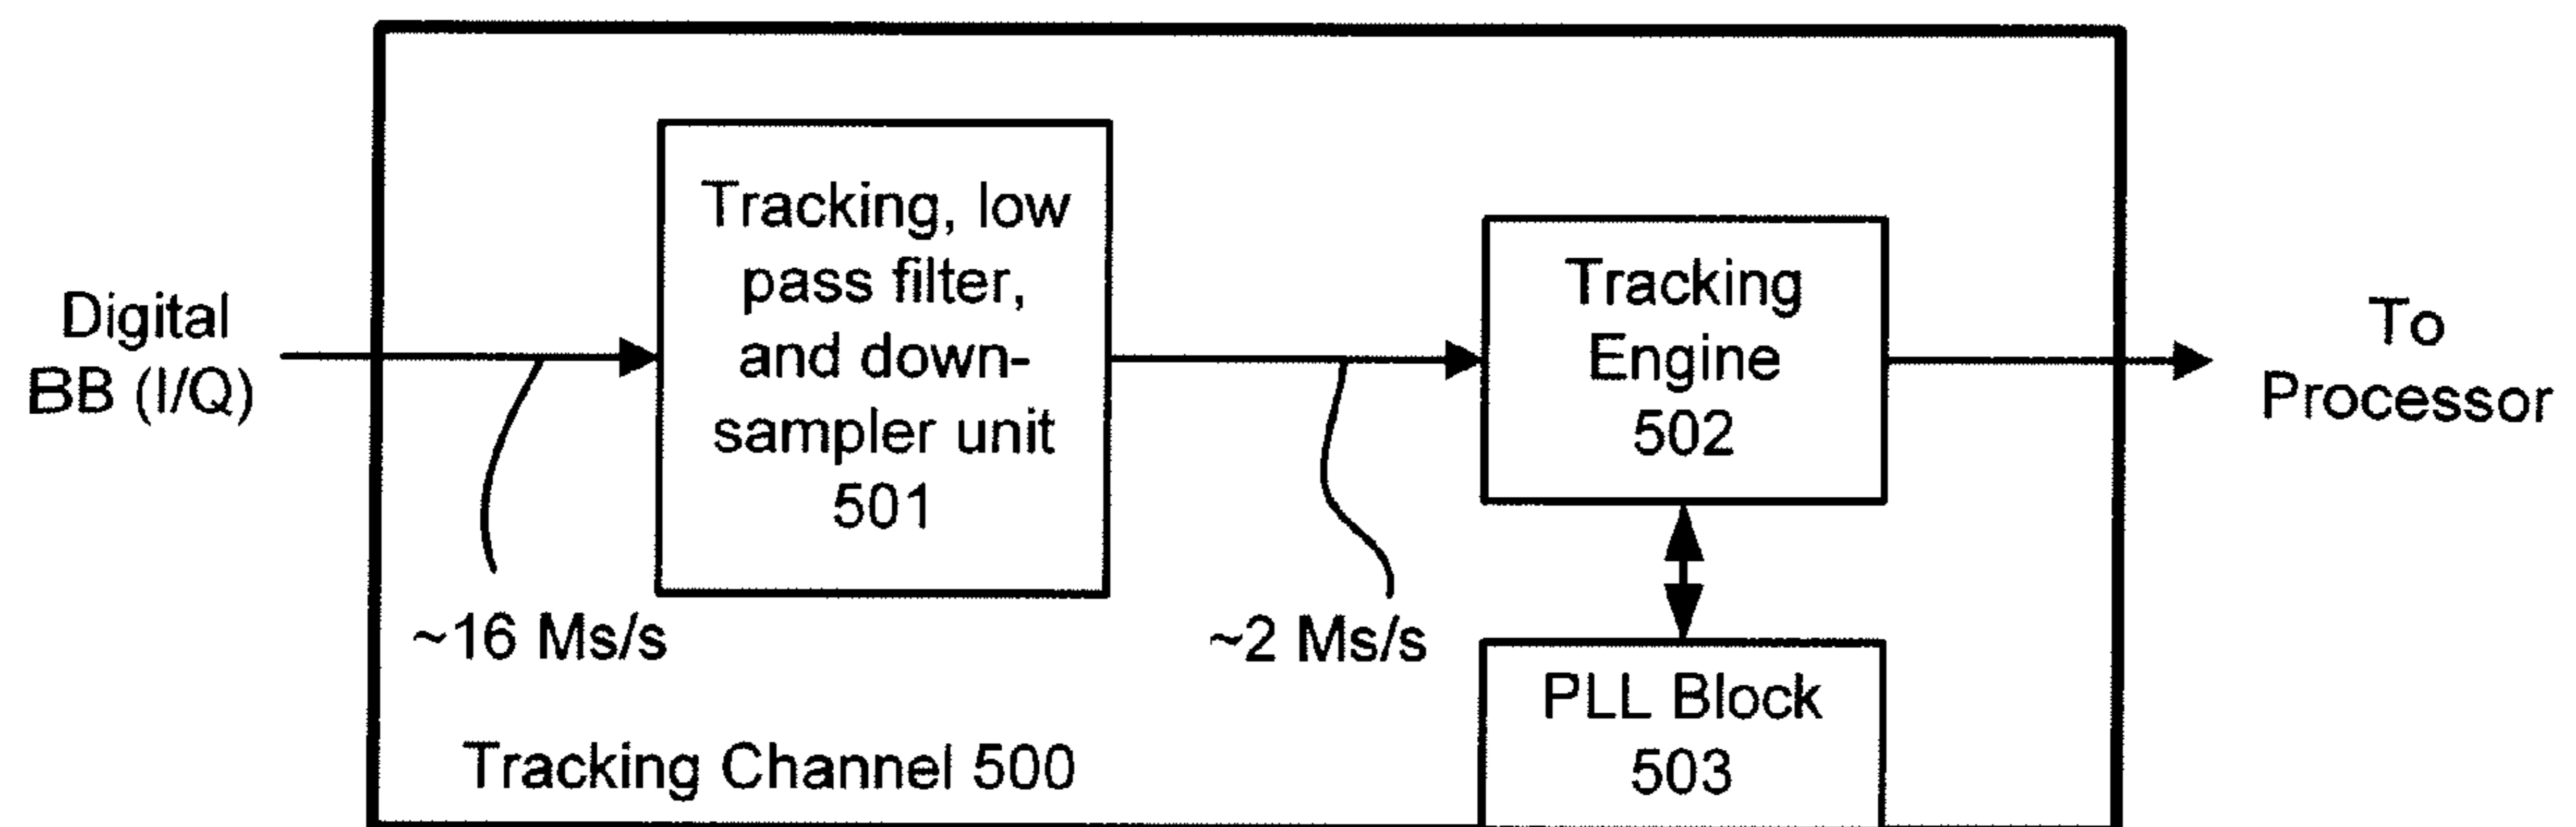 Digital
BB (I/Q)
~16 Ms/s
Tracking, low
pass filter,
and down-
sampler unit
501
~2 Ms/s
Tracking
Engine
502
PLL Block
503
To
Processor
Tracking Channel 500